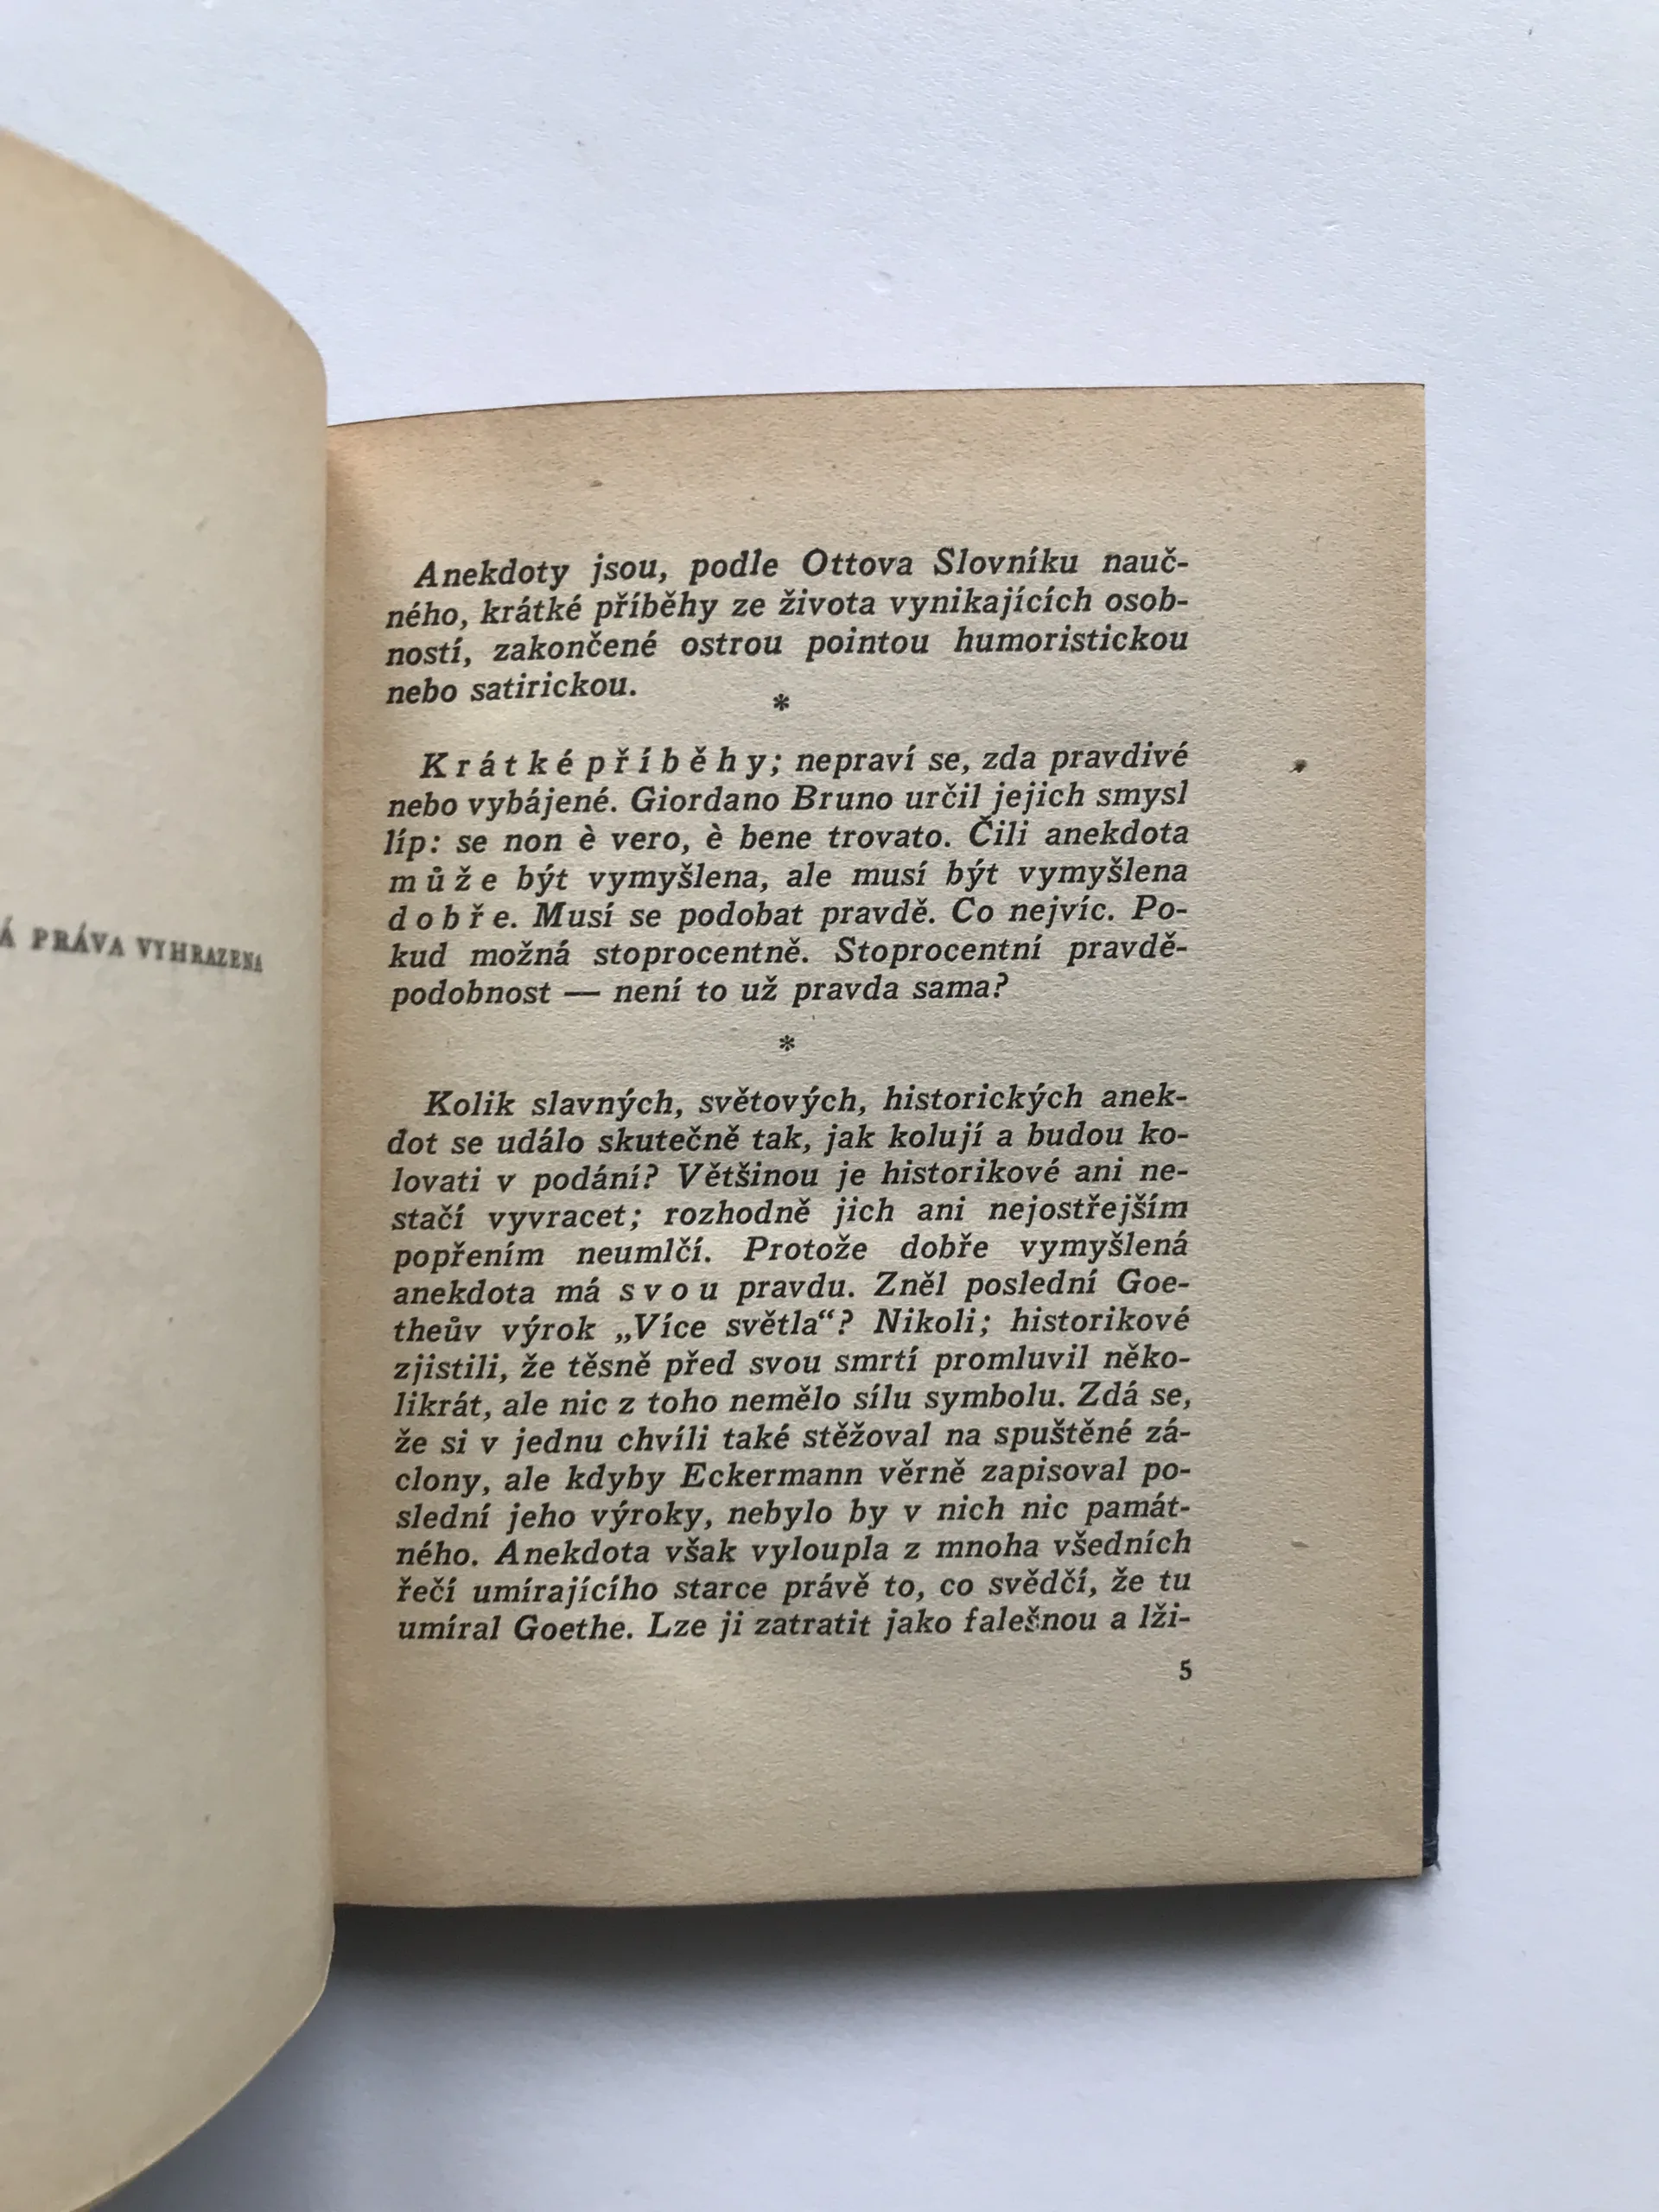 Á PRÁVA VYHRAZENA
Anekdoty jsou, podle Ottova Slovníku nauč-
ného, krátké příběhy ze života vynikajících osob-
ností, zakončené ostrou pointou humoristickou
nebo satirickou.
*
K r á t k é p ř í b ě h y; nepraví se, zda pravdivé
nebo vybájené. Giordano Bruno určil jejich smysl
líp: se non è vero, è bene trovato. Čili anekdota
m ů ž e být vymyšlena, ale musí být vymyšlena
d o b ř e. Musí se podobat pravdě. Co nejvíc. Po-
kud možná stoprocentně. Stoprocentní pravdě-
podobnost — není to už pravda sama?
*
Kolik slavných, světových, historických anek-
dot se událo skutečně tak, jak kolují a budou ko-
lovati v podání? Většinou je historikové ani ne-
stačí vyvracet; rozhodně jich ani nejostřejším
popřením neumlčí. Protože dobře vymyšlená
anekdota má s v o u pravdu. Zněl poslední Goe-
theův výrok „Více světla“? Nikoli; historikové
zjistili, že těsně před svou smrtí promluvil něko-
likrát, ale nic z toho nemělo sílu symbolu. Zdá se,
že si v jednu chvíli také stěžoval na spuštěné zá-
clony, ale kdyby Eckermann věrně zapisoval po-
slední jeho výroky, nebylo by v nich nic památ-
ného. Anekdota však vyloupla z mnoha všedních
řečí umírajícího starce právě to, co svědčí, že tu
umíral Goethe. Lze ji zatratit jako falešnou a lži-
5